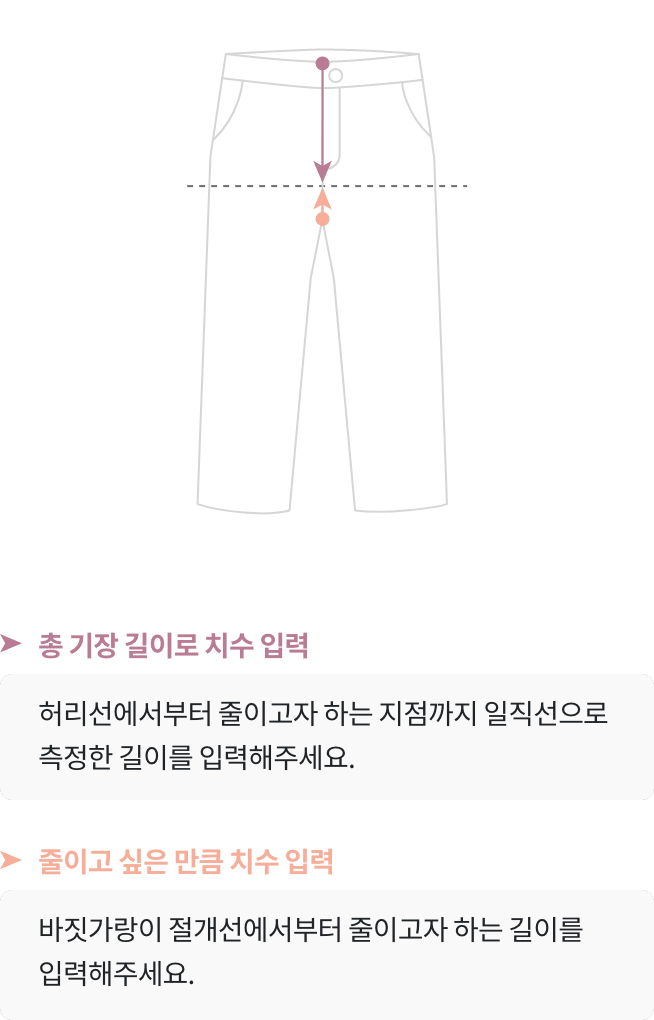 총 기장 길이로 치수 입력
허리선에서부터 줄이고자 하는 지점까지 일직선으로
측정한 길이를 입력해주세요.
줄이고 싶은 만큼 치수 입력
바짓가랑이 절개선에서부터 줄이고자 하는 길이를
입력해주세요.